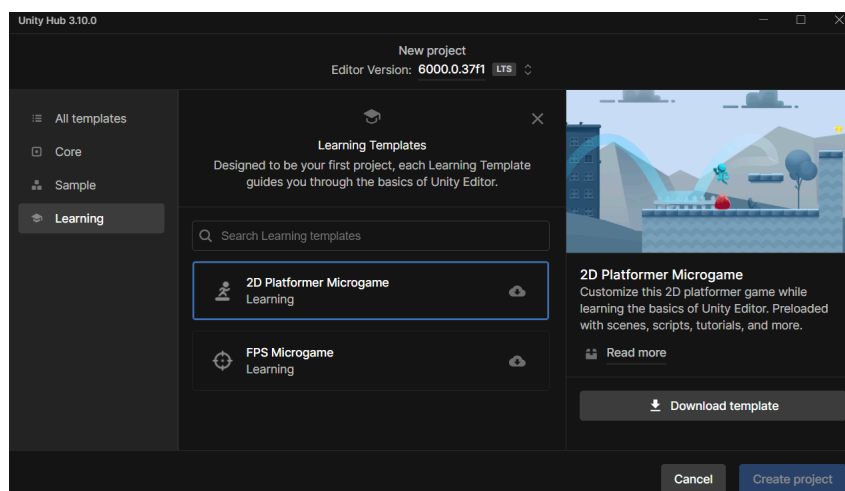 Unity Hub 3.10.0
New project
Editor Version: 6000.0.37f1 LTS
All templates
Core
Sample
Learning
Learning Templates
Designed to be your first project, each Learning Template
guides you through the basics of Unity Editor.
Search Learning templates
2D Platformer Microgame
Learning
FPS Microgame
Learning
2D Platformer Microgame
Customize this 2D platformer game while
learning the basics of Unity Editor. Preloaded
with scenes, scripts, tutorials, and more.
Read more
Download template
Cancel
Create project